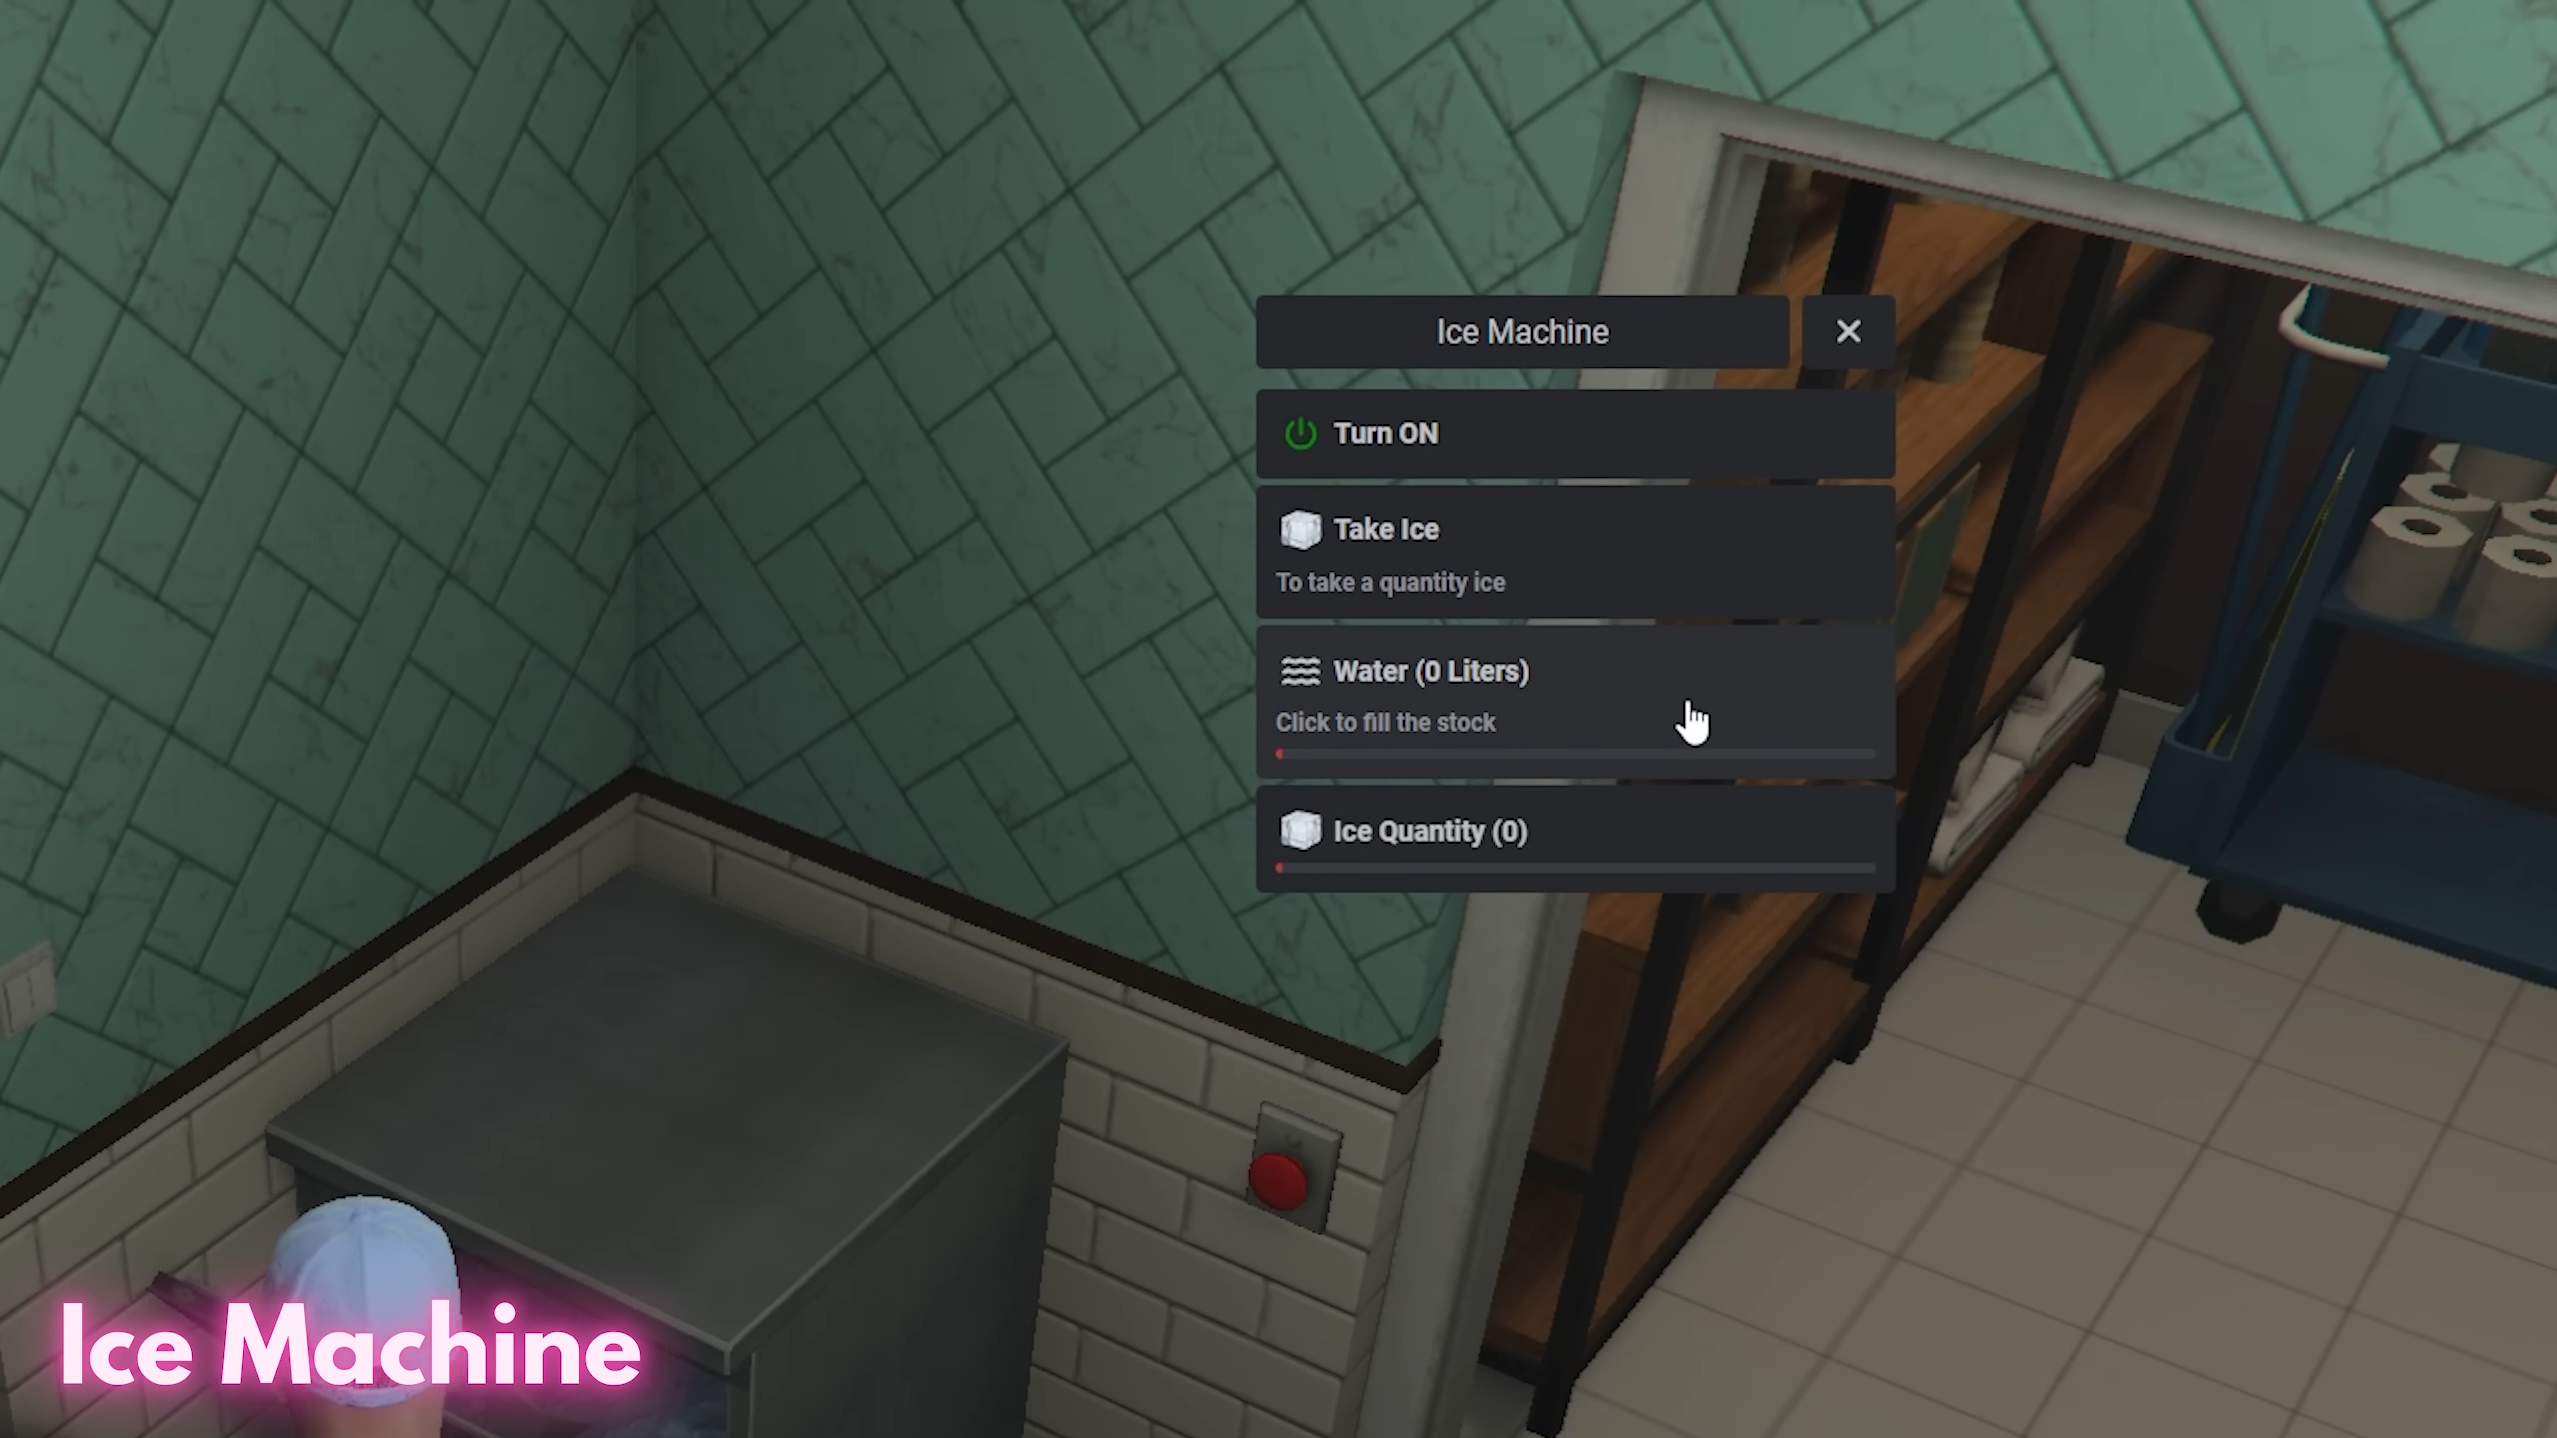 Ice Machine
Turn ON
Take Ice
To take a quantity ice
Water (0 Liters)
Click to fill the stock
Ice Quantity (0)
Ice Machine